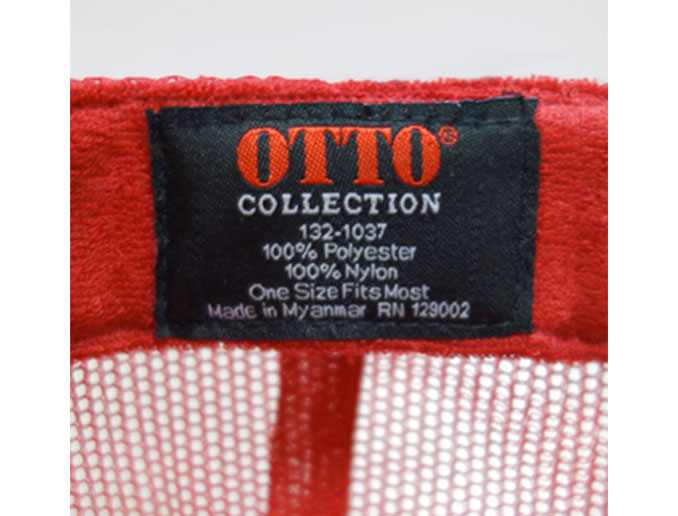 OTTO®
COLLECTION
132-1037
100% Polyester
100% Nylon
One Size Fits Most
Made in Myanmar RN 129002